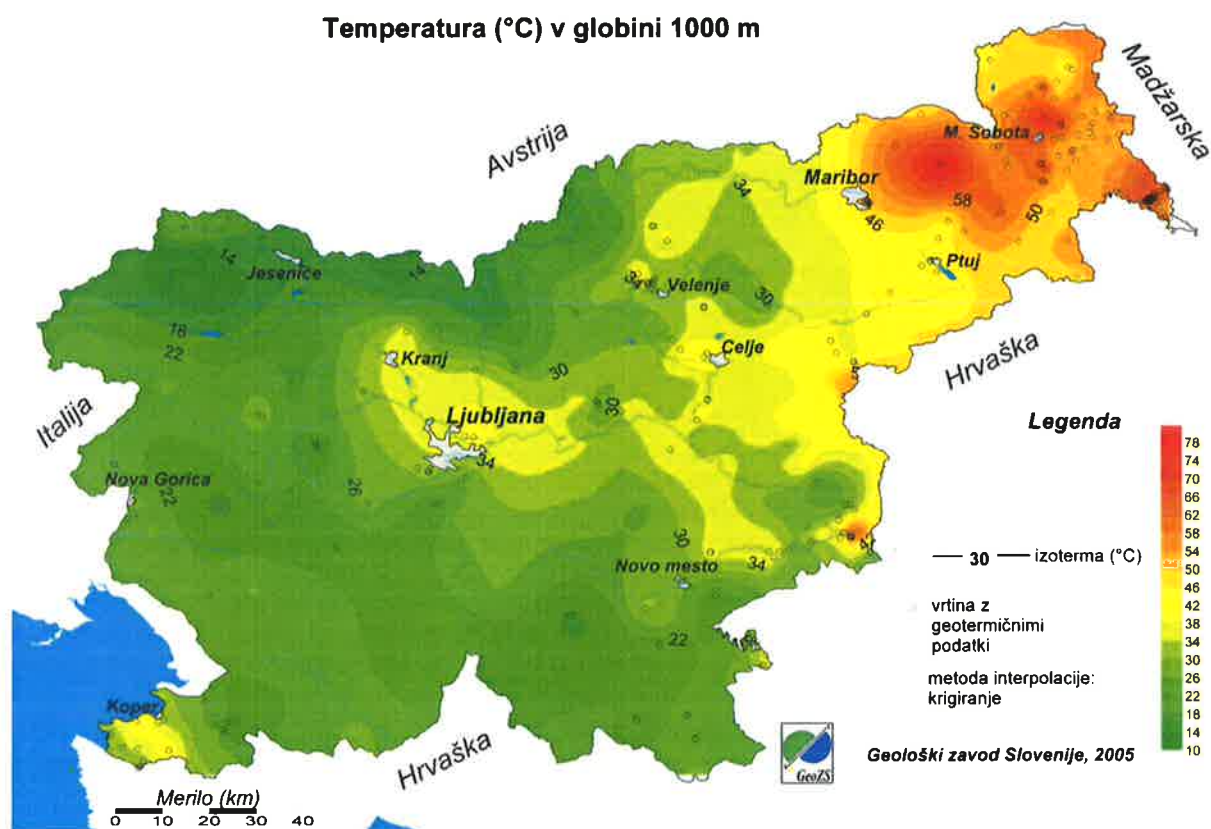 Temperatura (°C) v globini 1000 m
Avstrija
Madžarska
M. Sobota
Maribor
34
58
50
46
Ptuj
14
Jesenice
14
34
Velenje
30
18
22
Kranj
Celje
30
Hrvaška
Italija
30
Ljubljana
34
Nova Gorica
22
26
30
Novo mesto
34
22
Koper
Hrvaška
Legenda
78
74
70
66
62
58
54
50
46
42
38
34
30
26
22
18
14
10
30 izoterma (°C)
vrtina z
geotermičnimi
podatki
metoda interpolacije:
krigiranje
GeoZS
Geološki zavod Slovenije, 2005
Merilo (km)
0 10 20 30 40